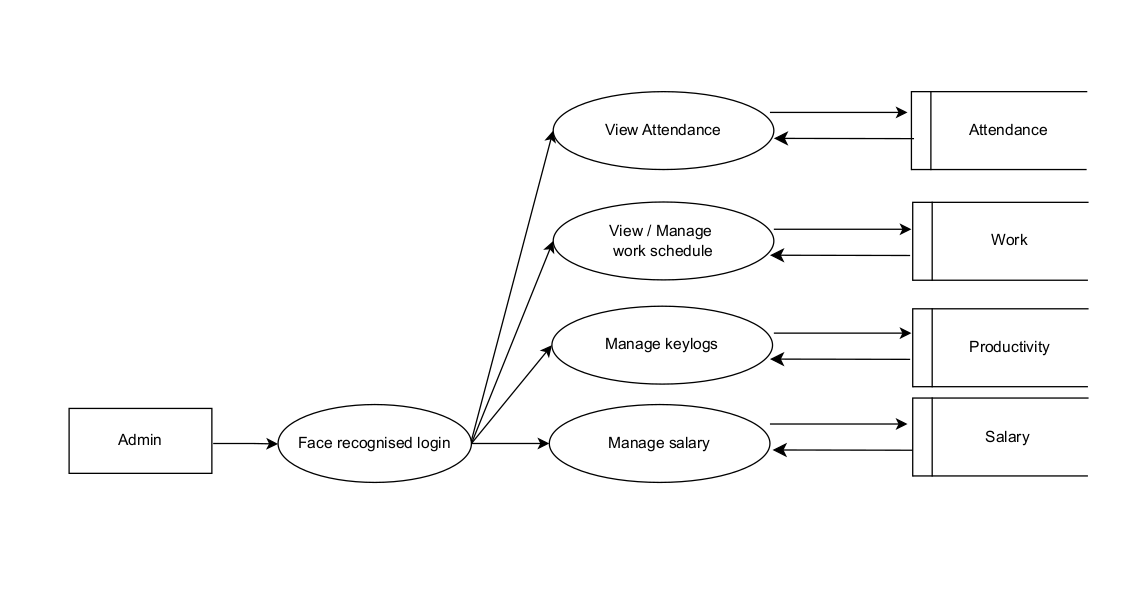 View Attendance
Attendance
View / Manage
work schedule
Work
Manage keylogs
Productivity
Admin
Face recognised login
Manage salary
Salary